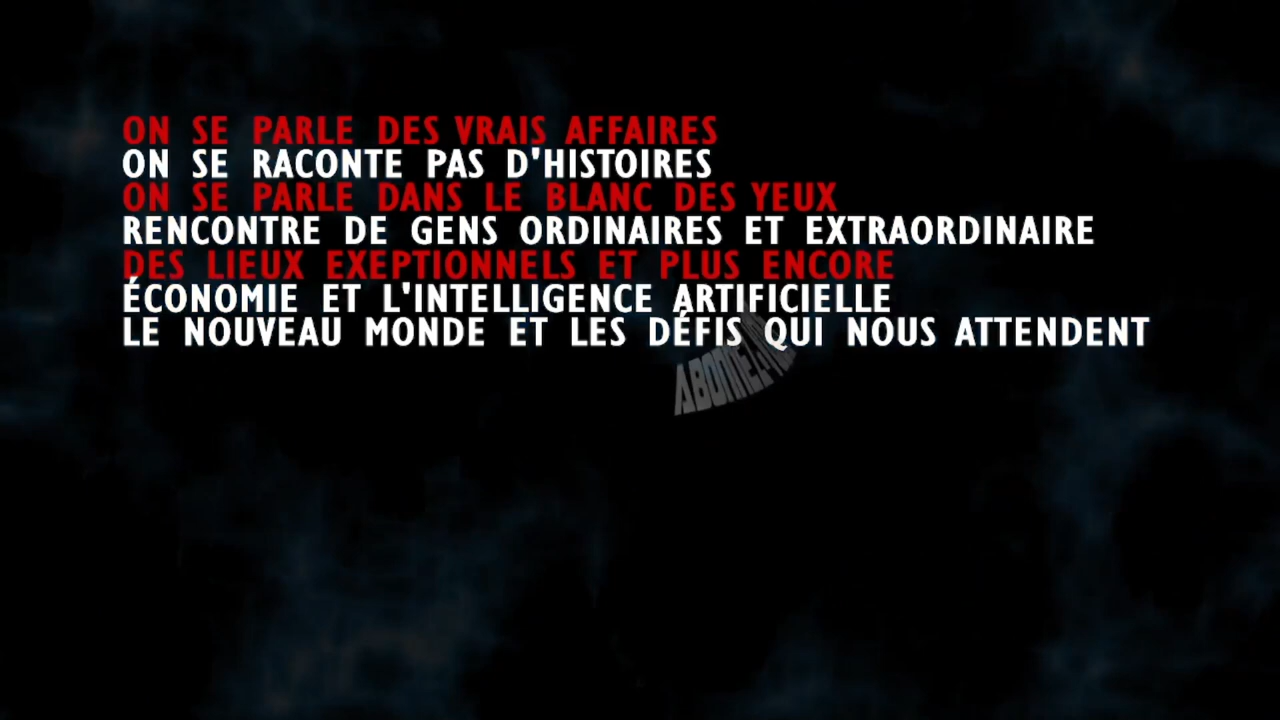 ON SE PARLE DES VRAIS AFFAIRES
ON SE RACONTE PAS D'HISTOIRES
ON SE PARLE DANS LE BLANC DES YEUX
RENCONTRE DE GENS ORDINAIRES ET EXTRAORDINAIRE
DES LIEUX EXEPTIONNELS ET PLUS ENCORE
ÉCONOMIE ET L'INTELLIGENCE ARTIFICIELLE
LE NOUVEAU MONDE ET LES DÉFIS QUI NOUS ATTENDENT